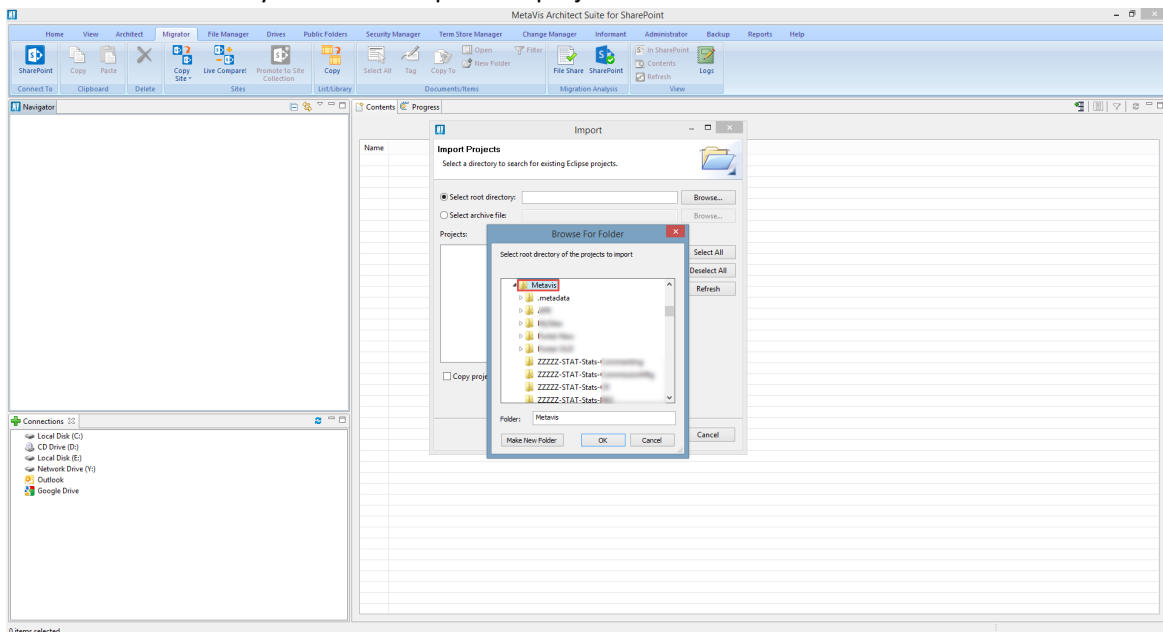 MetaVis Architect Suite for SharePoint
Home View Architect Migrator File Manager Drives Public Folders Security Manager Term Store Manager Change Manager Informant Administrator Backup Reports Help
SharePoint Copy Paste Copy Site Live Compare! Promote to Site Collection Copy Select All Tag Copy To Open New Folder Filter File Share SharePoint In SharePoint Contents Refresh Logs
Connect To Clipboard Delete Sites List/Library Documents/Items Migration Analysis View
Navigator
Contents Progress
Name
Import
Import Projects
Select a directory to search for existing Eclipse projects.
Select root directory: Browse...
Select archive file: Browse...
Projects:
Select All
Deselect All
Refresh
Copy proje
Cancel
Browse For Folder
Select root directory of the projects to import
Metavis
.metadata
ZZZZZ-STAT-Stats-
ZZZZZ-STAT-Stats-
ZZZZZ-STAT-Stats-
ZZZZZ-STAT-Stats-
Folder: Metavis
Make New Folder OK Cancel
Connections
Local Disk (C:)
CD Drive (D:)
Local Disk (E:)
Network Drive (Y:)
Outlook
Google Drive
0 items selected